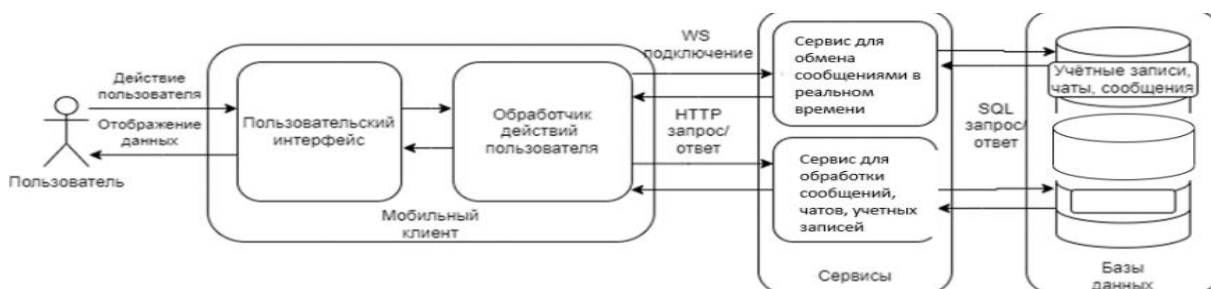 Действие
пользователя
Отображение
данных
Пользователь
Пользовательский
интерфейс
Обработчик
действий
пользователя
Мобильный
клиент
WS
подключение
HTTP
запрос/
ответ
Сервис для
обмена
сообщениями в
реальном
времени
Сервис для
обработки
сообщений,
чатов, учетных
записей
Сервисы
SQL
запрос/
ответ
Учётные записи,
чаты, сообщения
Базы
данных